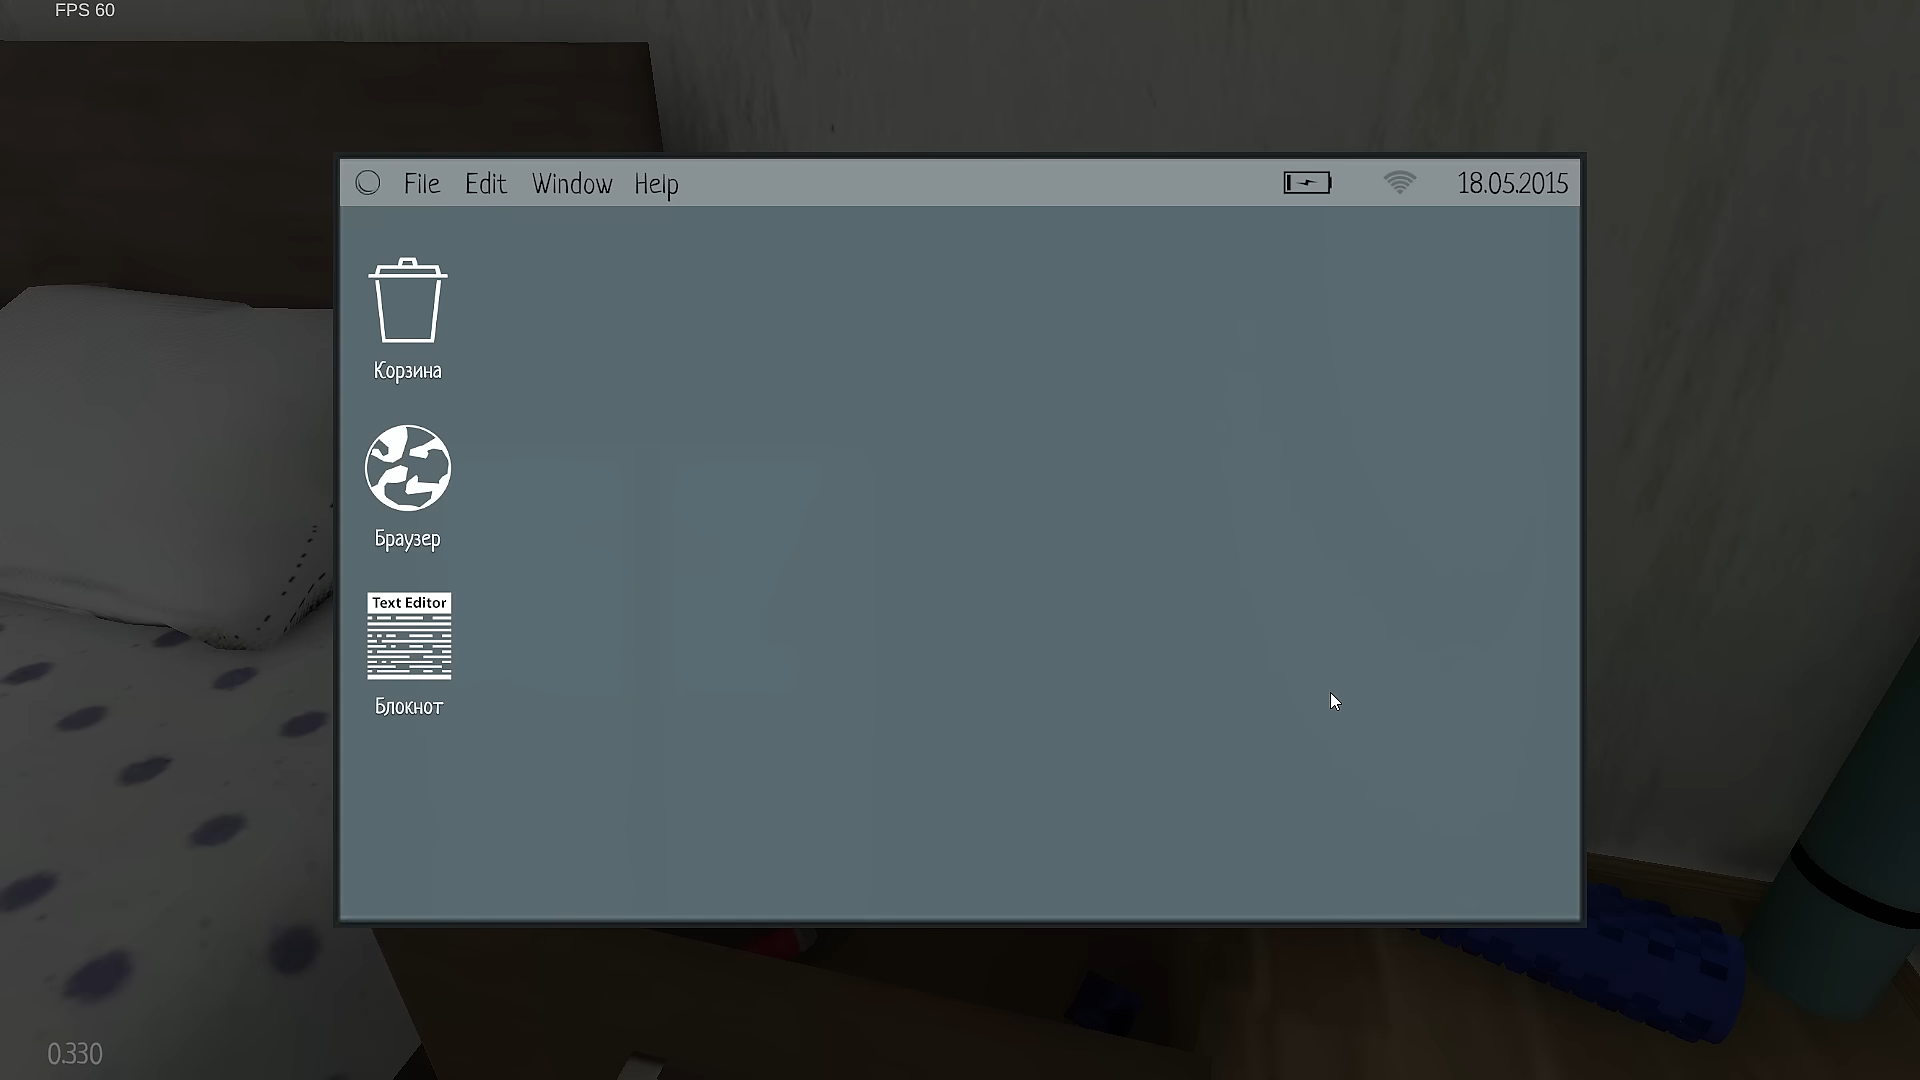 FPS 60
File Edit Window Help 18.05.2015
Корзина
Браузер
Text Editor
Блокнот
0.330